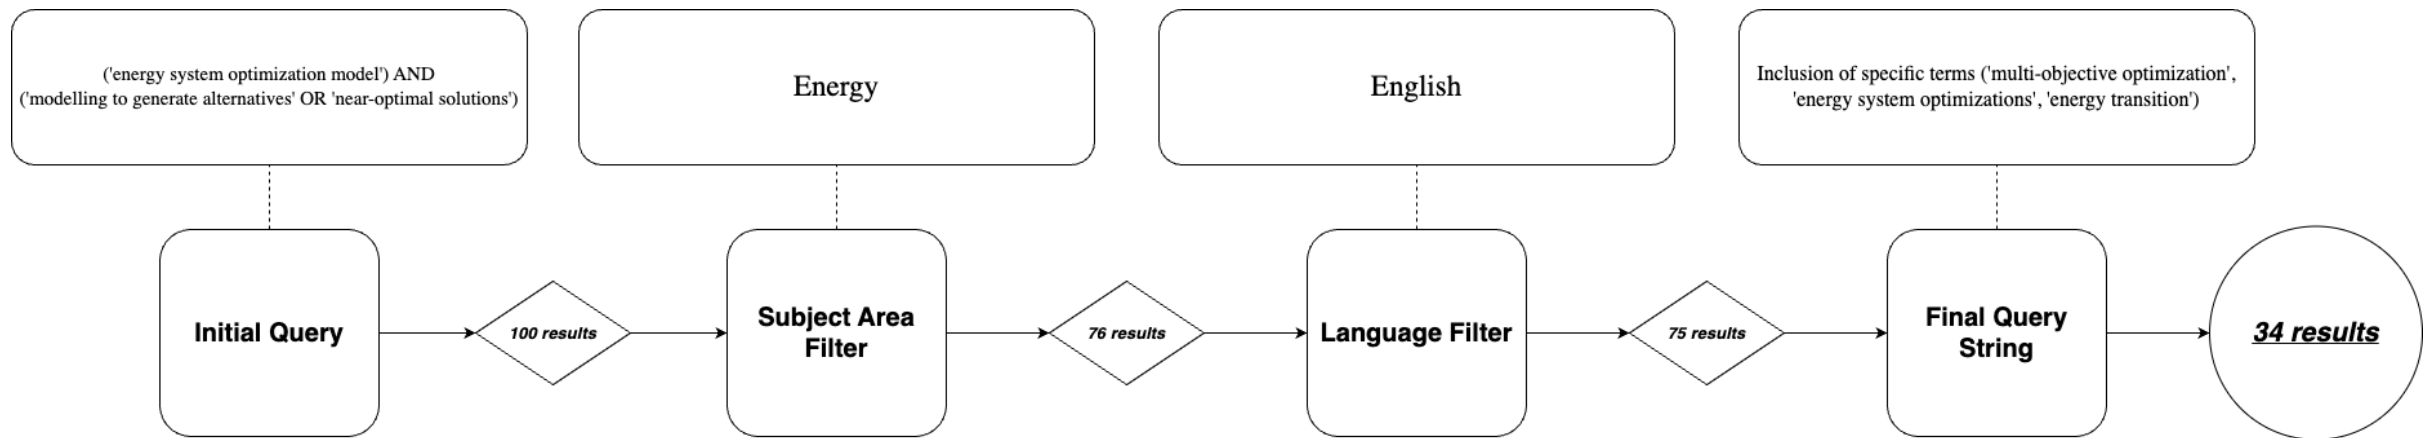 ('energy system optimization model') AND
('modelling to generate alternatives' OR 'near-optimal solutions')
Energy
English
Inclusion of specific terms ('multi-objective optimization',
'energy system optimizations', 'energy transition')
Initial Query
100 results
Subject Area
Filter
76 results
Language Filter
75 results
Final Query
String
34 results